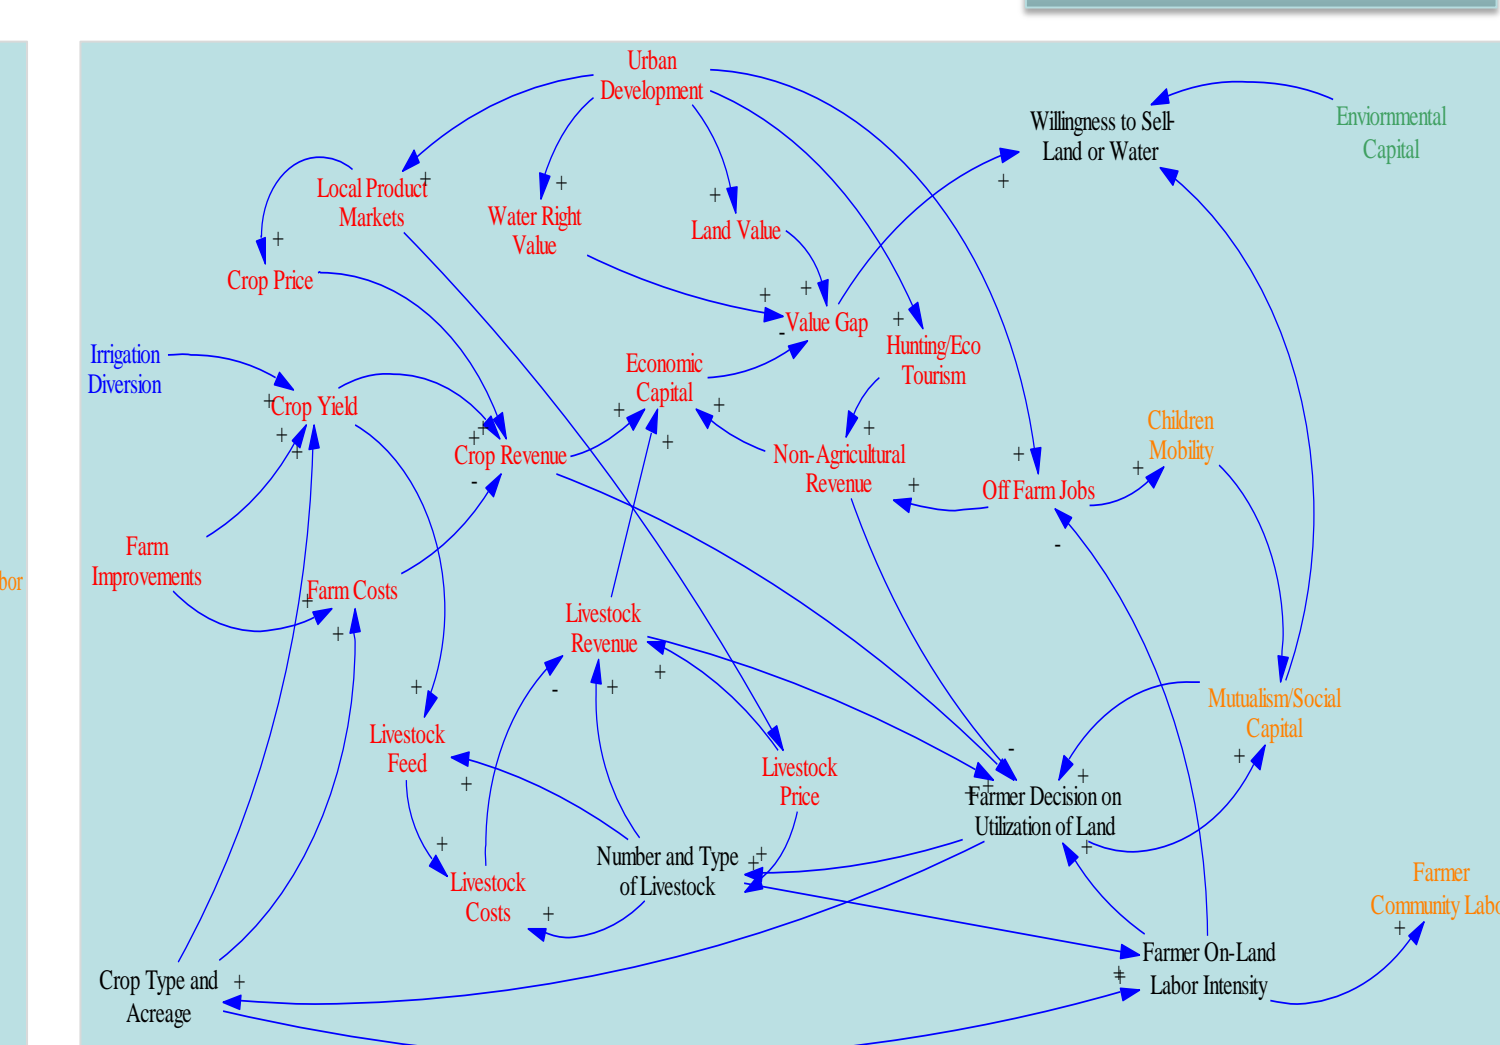 Urban
Development
Willingness to Sell-
Land or Water
Enviornmental
Capital
Local Product
Markets
+
Water Right
Value
+
Land Value
+
Crop Price
+
Value Gap
+
+
-
+
Hunting/Eco
Tourism
+
Irrigation
Diversion
Crop Yield
+
+
+
Economic
Capital
+
+
+
Crop Revenue
+
+
-
Non-Agricultural
Revenue
+
+
Off Farm Jobs
+
-
Children
Mobility
+
Farm
Improvements
bor
Farm Costs
+
+
Livestock
Revenue
-
+
+
Mutualism/Social
Capital
+
Livestock
Feed
+
+
Livestock
Price
Farmer Decision on
Utilization of Land
-
+
+
+
+
Number and Type
of Livestock
+
+
Livestock
Costs
+
+
Farmer
Community Labo
+
Farmer On-Land
Labor Intensity
+
+
Crop Type and
Acreage
+